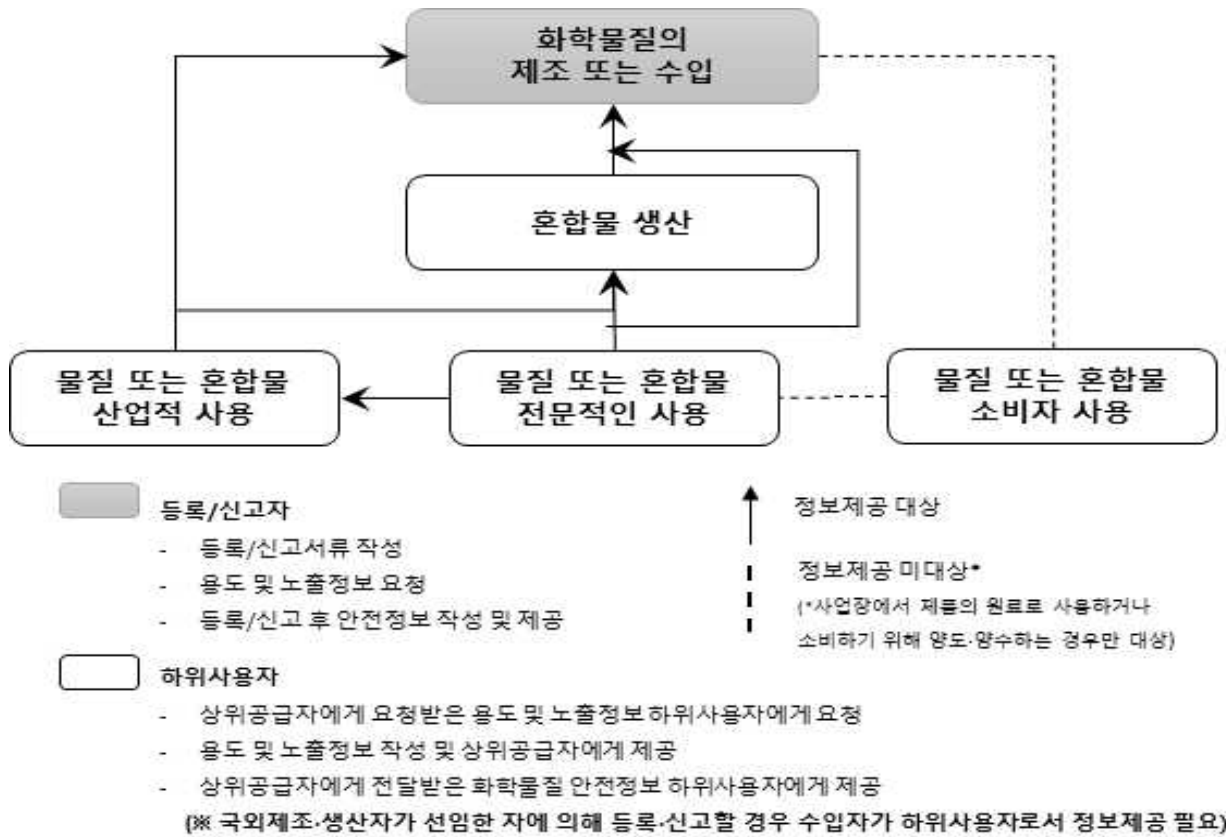 화학물질의
제조 또는 수입
혼합물 생산
물질 또는 혼합물
산업적 사용
물질 또는 혼합물
전문적인 사용
물질 또는 혼합물
소비자 사용
등록/신고자
- 등록/신고서류 작성
- 용도 및 노출정보 요청
- 등록/신고 후 안전정보 작성 및 제공
정보제공 대상
정보제공 미대상*
(*사업장에서 제품의 원료로 사용하거나
소비하기 위해 양도·양수하는 경우만 대상)
하위사용자
- 상위공급자에게 요청받은 용도 및 노출정보 하위사용자에게 요청
- 용도 및 노출정보 작성 및 상위공급자에게 제공
- 상위공급자에게 전달받은 화학물질 안전정보 하위사용자에게 제공
(※ 국외제조·생산자가 선임한 자에 의해 등록·신고할 경우 수입자가 하위사용자로서 정보제공 필요)